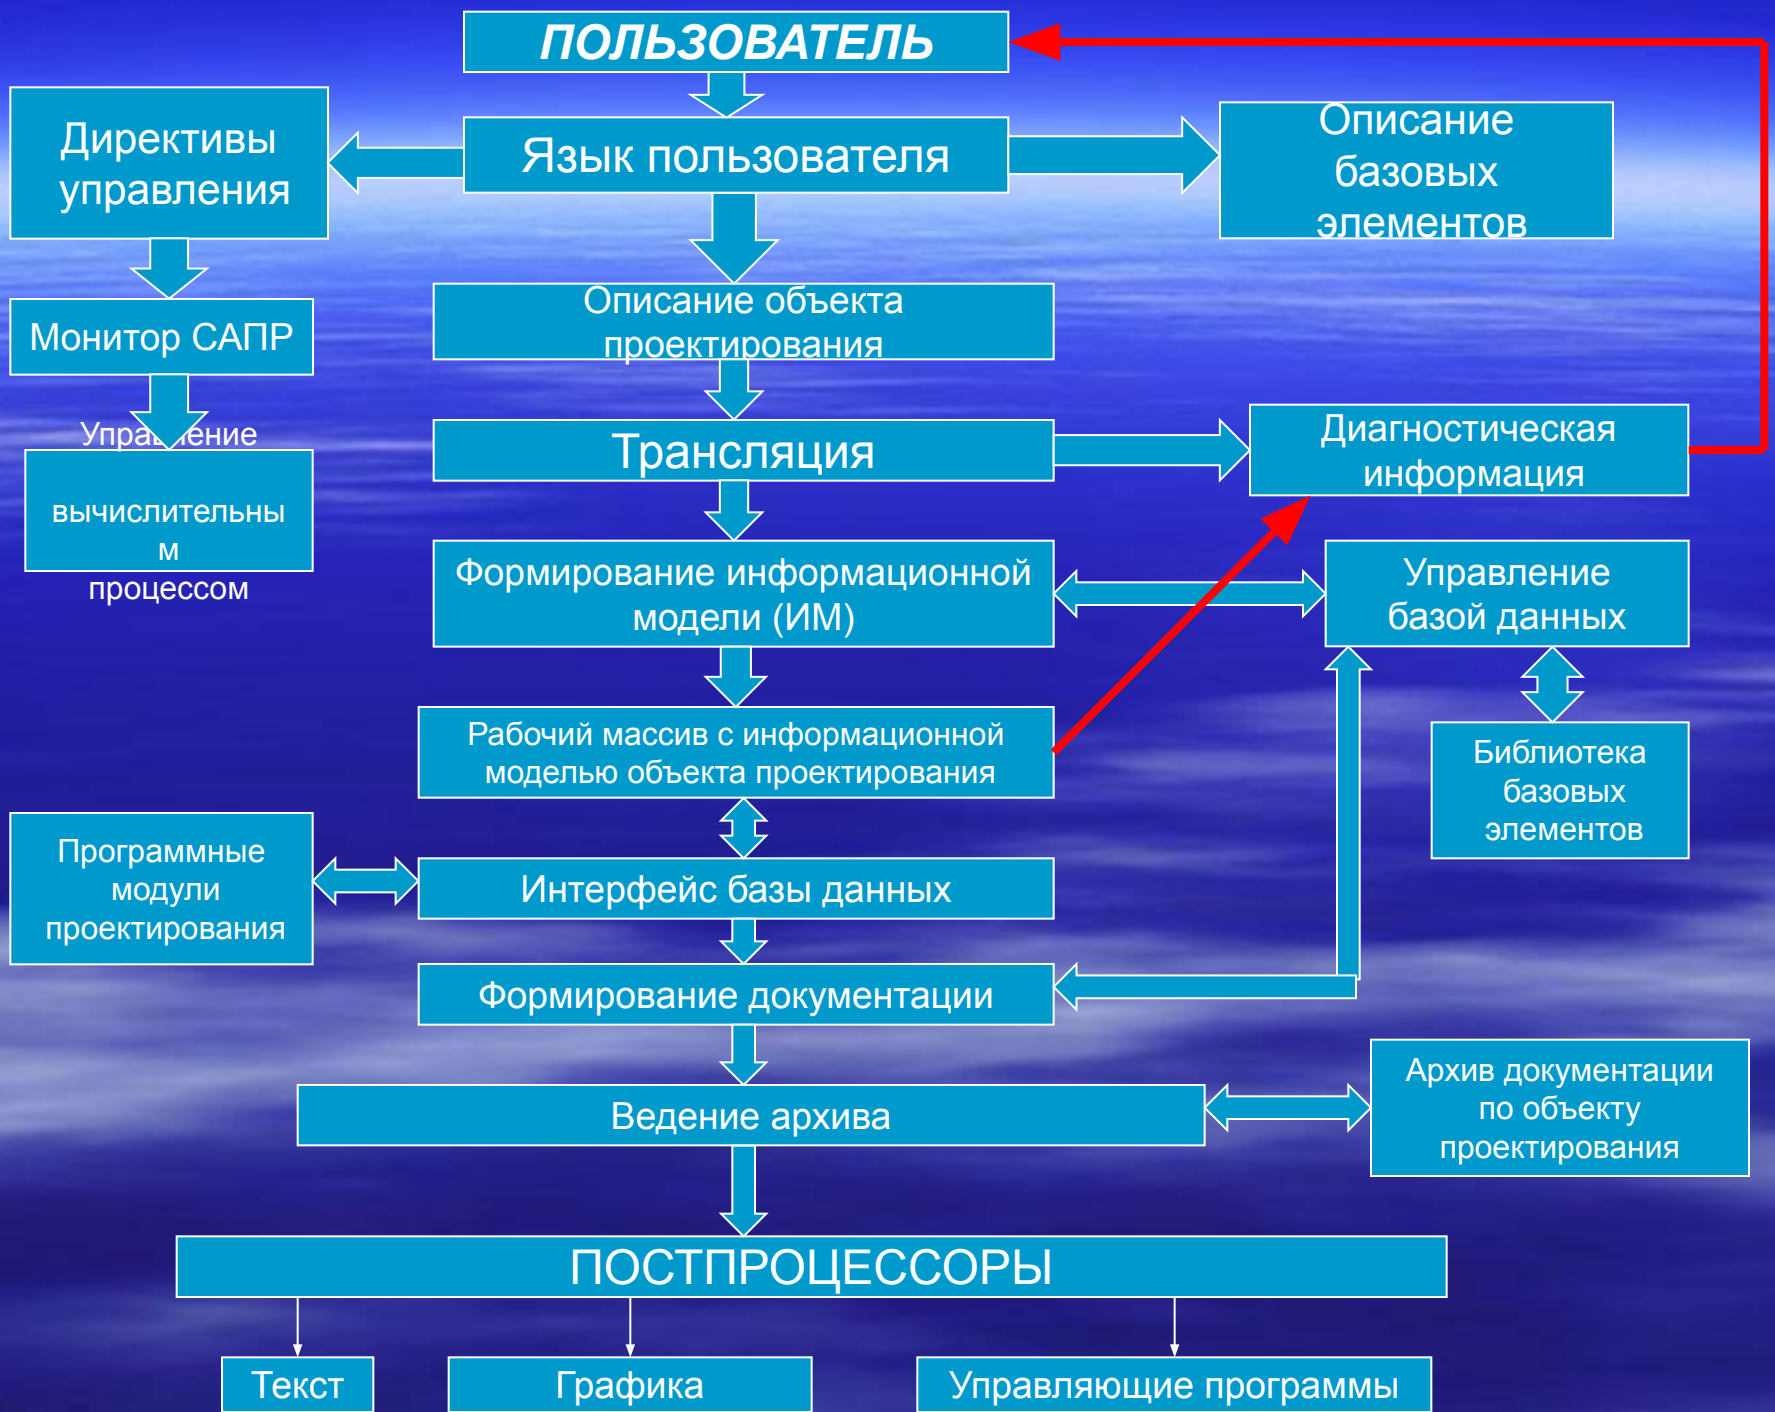 ПОЛЬЗОВАТЕЛЬ
Директивы
управления
Язык пользователя
Описание
базовых
элементов
Описание объекта
проектирования
Монитор САПР
Управление
вычислительны
м
процессом
Трансляция
Диагностическая
информация
Формирование информационной
модели (ИМ)
Управление
базой данных
Рабочий массив с информационной
моделью объекта проектирования
Библиотека
базовых
элементов
Программные
модули
проектирования
Интерфейс базы данных
Формирование документации
Ведение архива
Архив документации
по объекту
проектирования
ПОСТПРОЦЕССОРЫ
Текст
Графика
Управляющие программы